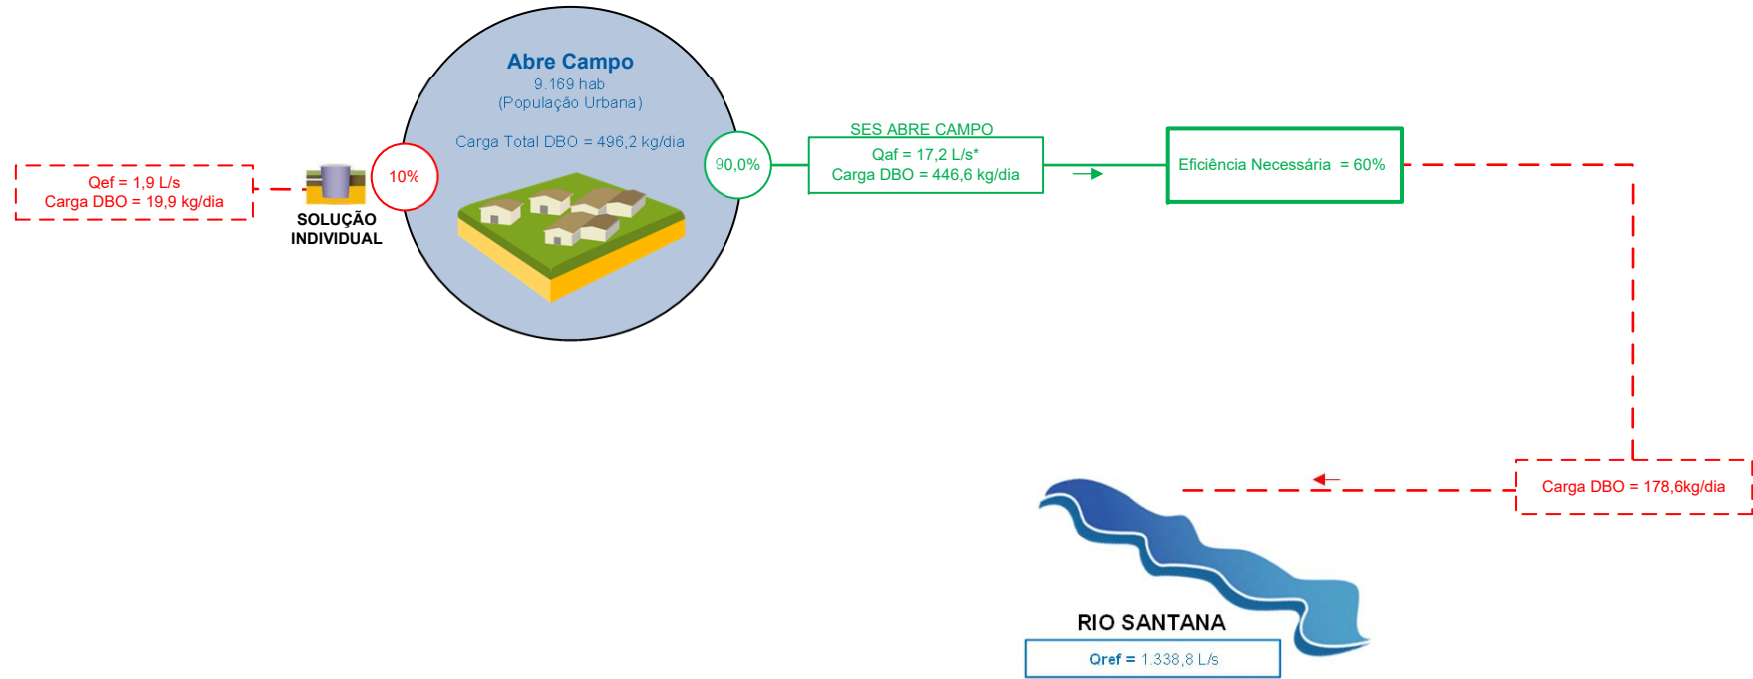 Abre Campo
9.169 hab
(População Urbana)
Carga Total DBO = 496,2 kg/dia
Qef = 1,9 L/s
Carga DBO = 19,9 kg/dia
SOLUÇÃO
INDIVIDUAL
10%
90,0%
SES ABRE CAMPO
Qaf = 17,2 L/s*
Carga DBO = 446,6 kg/dia
Eficiência Necessária = 60%
Carga DBO = 178,6kg/dia
RIO SANTANA
Qref = 1.338,8 L/s